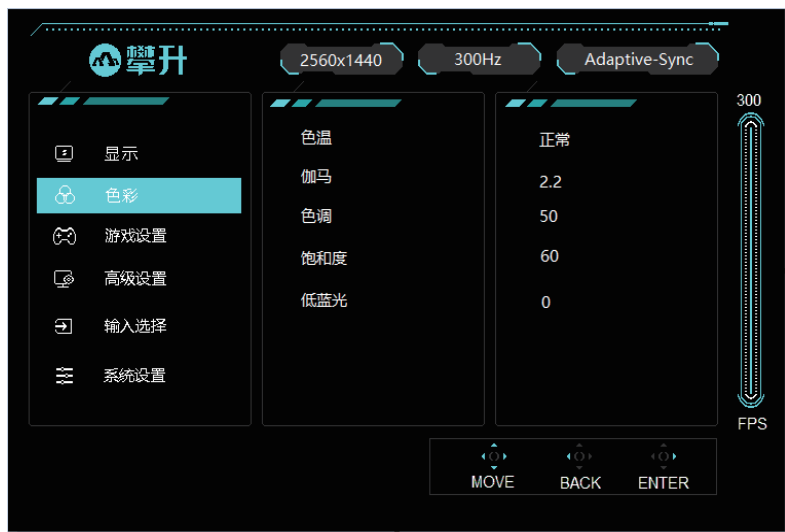 攀升
2560x1440
300Hz
Adaptive-Sync
显示
色彩
游戏设置
高级设置
输入选择
系统设置
色温 正常
伽马 2.2
色调 50
饱和度 60
低蓝光 0
300
FPS
MOVE BACK ENTER